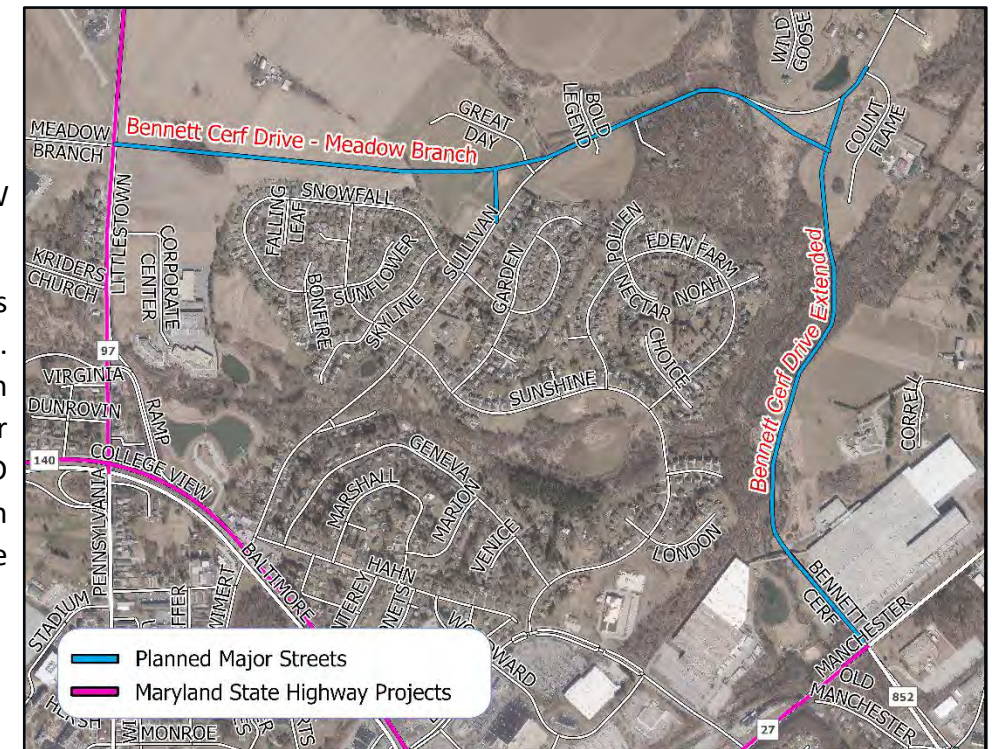 W
s
.
n
r
D
n
e
WILD
GOOSE
COUNT
FLAME
MEADOW
BRANCH
Bennett Cerf Drive - Meadow Branch
GREAT
DAY
BOLD
LEGEND
SNOWFALL
FALLING
LEAF
SUNFLOWER
BONFIRE
SKYLINE
SULLIVAN
GARDEN
POLLEN
EDEN FARM
NECTAR
NOAH
CHOICE
SUNSHINE
LITTLESTOWN
CORPORATE
CENTER
KRIDERS
CHURCH
97
VIRGINIA
DUNROVIN
RAMP
140
COLLEGE VIEW
PENNSYLVANIA
BALTIMORE
GENEVA
MARSHALL
MARION
VENICE
HAHN
LONDON
Bennett Cerf Drive Extended
CORRELL
BENNETT
CERF
MANCHESTER
OLD
MANCHESTER
852
27
STADIUM
WIMERT
WOODWARD
MONROE
Planned Major Streets
Maryland State Highway Projects